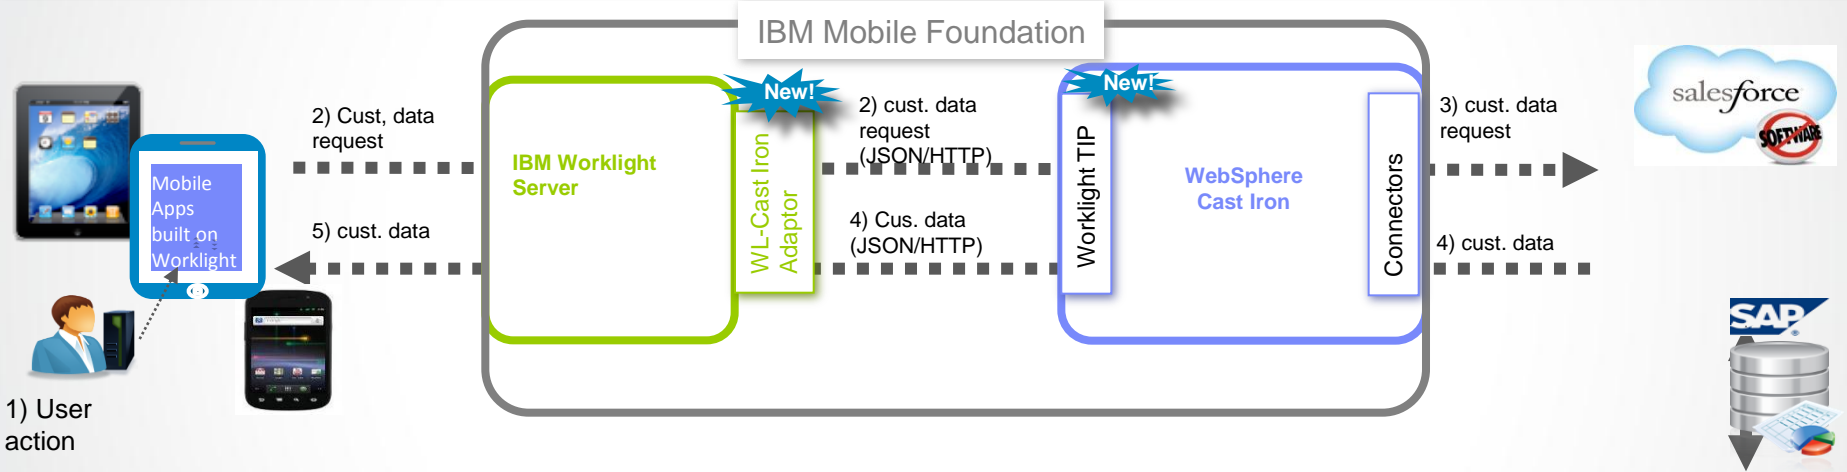 IBM Mobile Foundation
New!
New!
2) Cust, data
request
2) cust. data
request
(JSON/HTTP)
3) cust. data
request
salesforce
SOFTWARE
IBM Worklight
Server
WL-Cast Iron
Adaptor
Worklight TIP
WebSphere
Cast Iron
Connectors
Mobile
Apps
built on
Worklight
5) cust. data
4) Cus. data
(JSON/HTTP)
4) cust. data
SAP
1) User
action